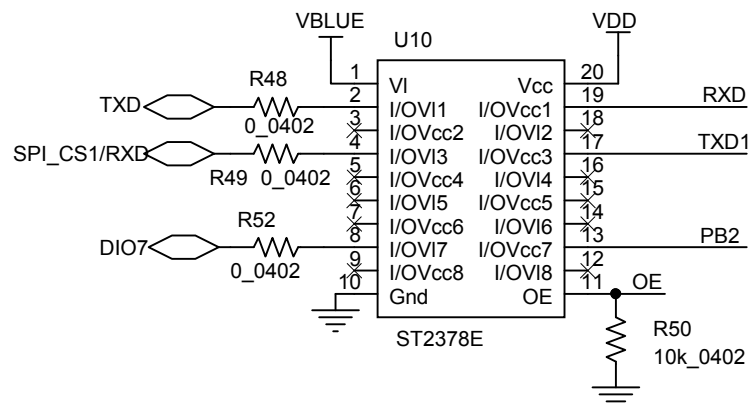 VBLUE
VDD
U10
R48
1
VI
Vcc
20
TXD
2
I/OVI1
I/OVcc1
19
RXD
0_0402
3
I/OVcc2
I/OVI2
18
SPI_CS1/RXD
4
I/OVI3
I/OVcc3
17
TXD1
R49
0_0402
5
I/OVcc4
I/OVI4
16
6
I/OVI5
I/OVcc5
15
R52
7
I/OVcc6
I/OVI6
14
DIO7
8
I/OVI7
I/OVcc7
13
PB2
0_0402
9
I/OVcc8
I/OVI8
12
10
Gnd
OE
11
OE
ST2378E
R50
10k_0402